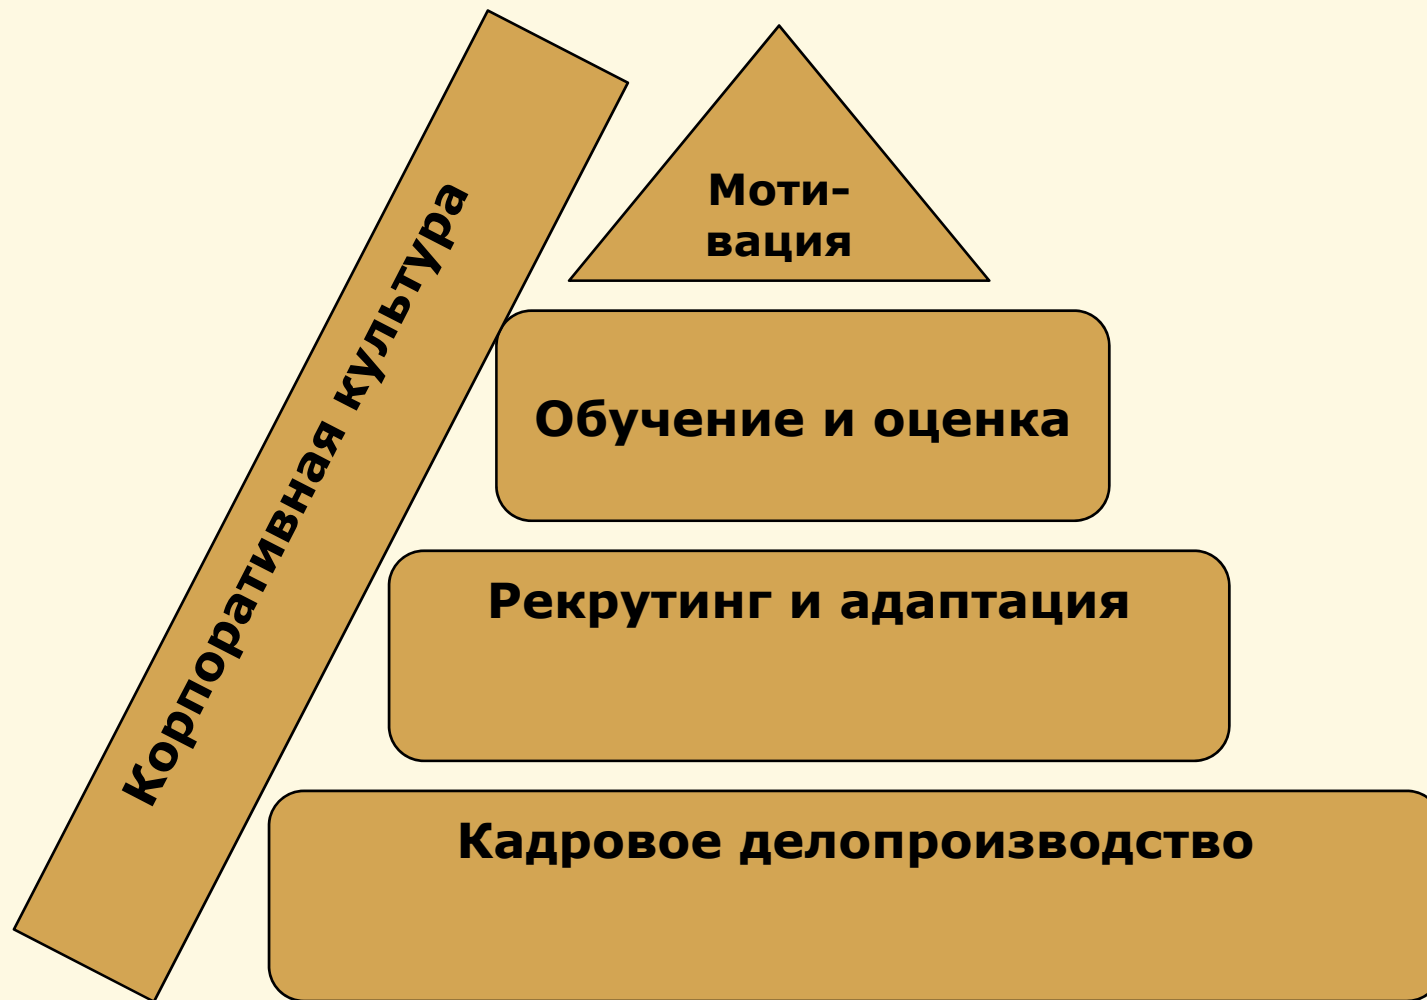 Корпоративная культура
Моти-
вация
Обучение и оценка
Рекрутинг и адаптация
Кадровое делопроизводство